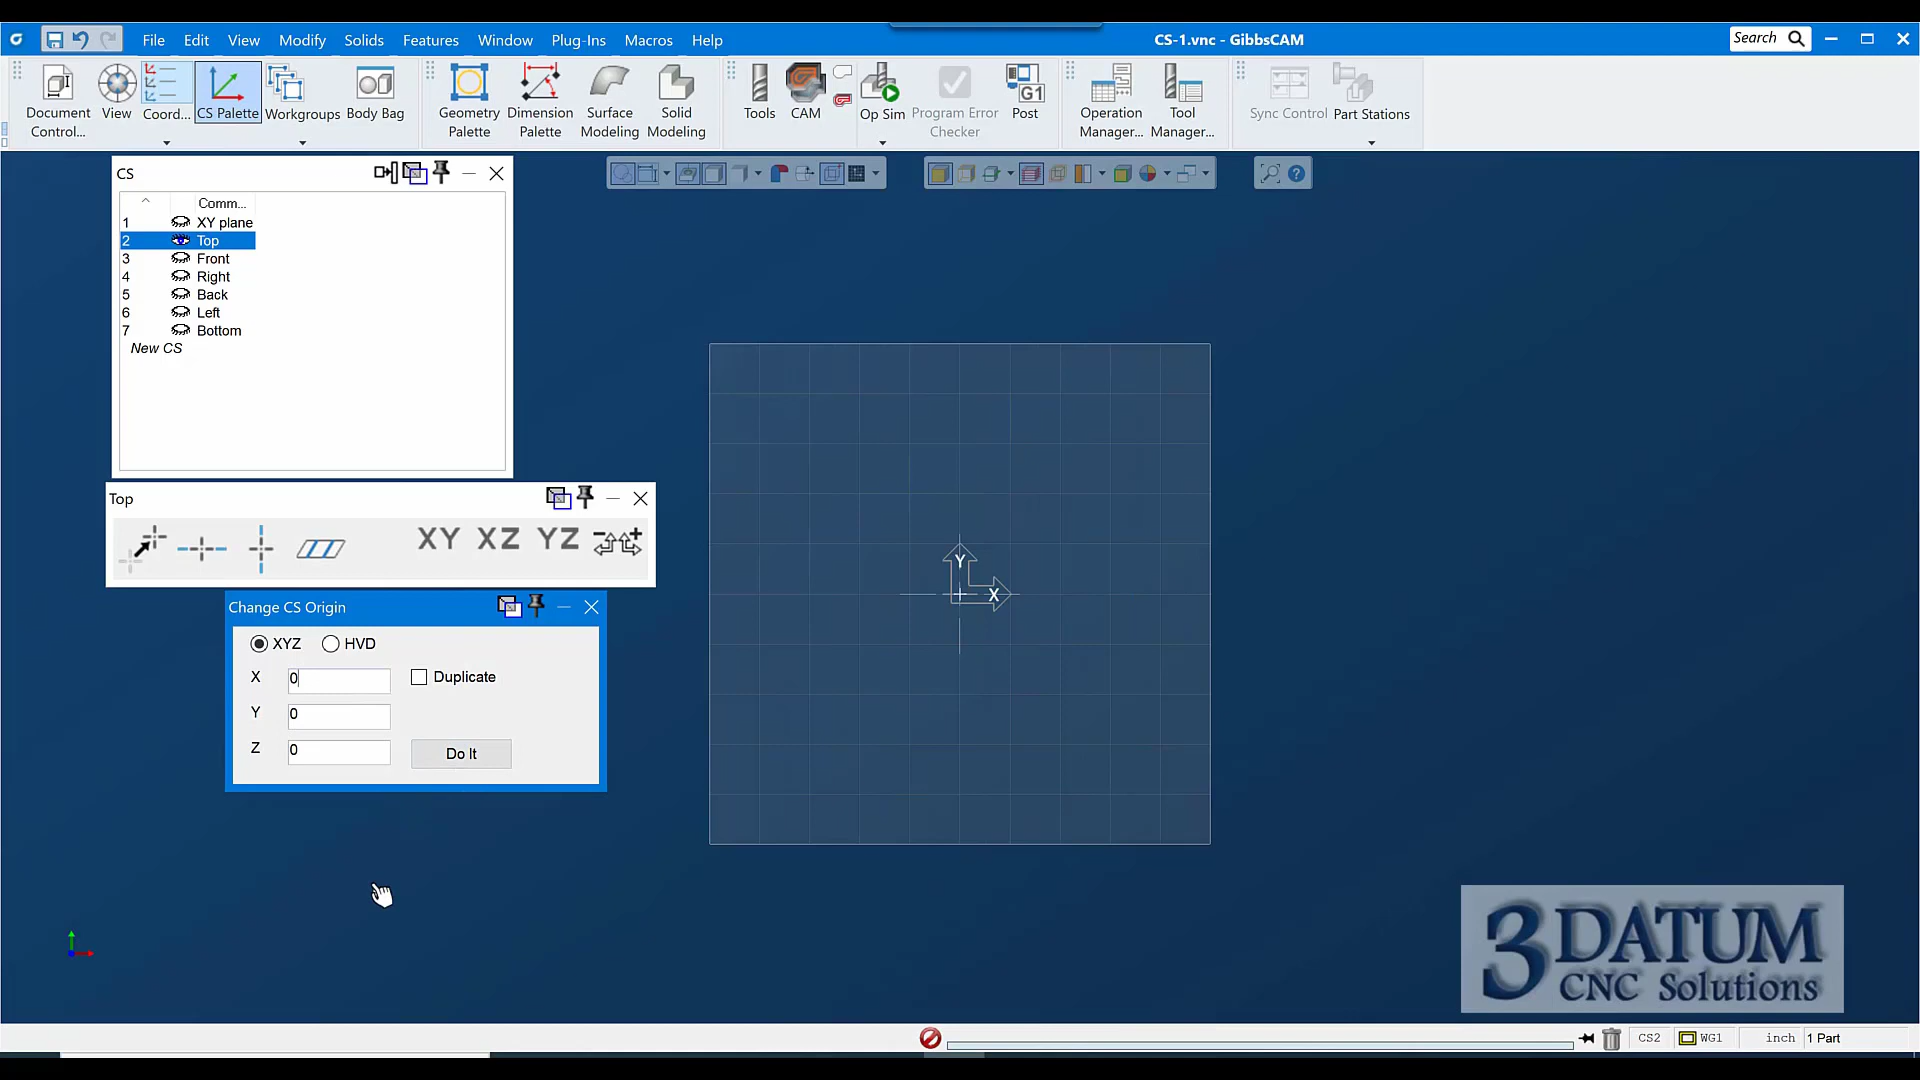 File Edit View Modify Solids Features Window Plug-Ins Macros Help
CS-1.vnc - GibbsCAM
Search
Document Control...
View
Coord...
CS Palette
Workgroups
Body Bag
Geometry Palette
Dimension Palette
Surface Modeling
Solid Modeling
Tools
CAM
Op Sim
Program Error Checker
G1
Post
Operation Manager...
Tool Manager...
Sync Control
Part Stations
CS
Comm...
1 XY plane
2 Top
3 Front
4 Right
5 Back
6 Left
7 Bottom
New CS
Top
XY XZ YZ
Change CS Origin
XYZ HVD
X 0 Duplicate
Y 0
Z 0 Do It
Y
X
3 DATUM
CNC Solutions
CS2 WG1 inch 1 Part